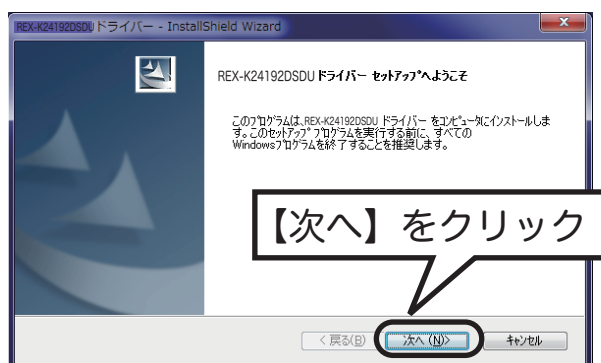 REX-K24192DSDUドライバー - InstallShield Wizard
REX-K24192DSDU ドライバー セットアップへようこそ
このプログラムは、REX-K24192DSDU ドライバー をコンピュータにインストールしま
す。このセットアップ プログラムを実行する前に、すべての
Windowsプログラムを終了することを推奨します。
【次へ】をクリック
< 戻る(B)
次へ (N)>
キャンセル